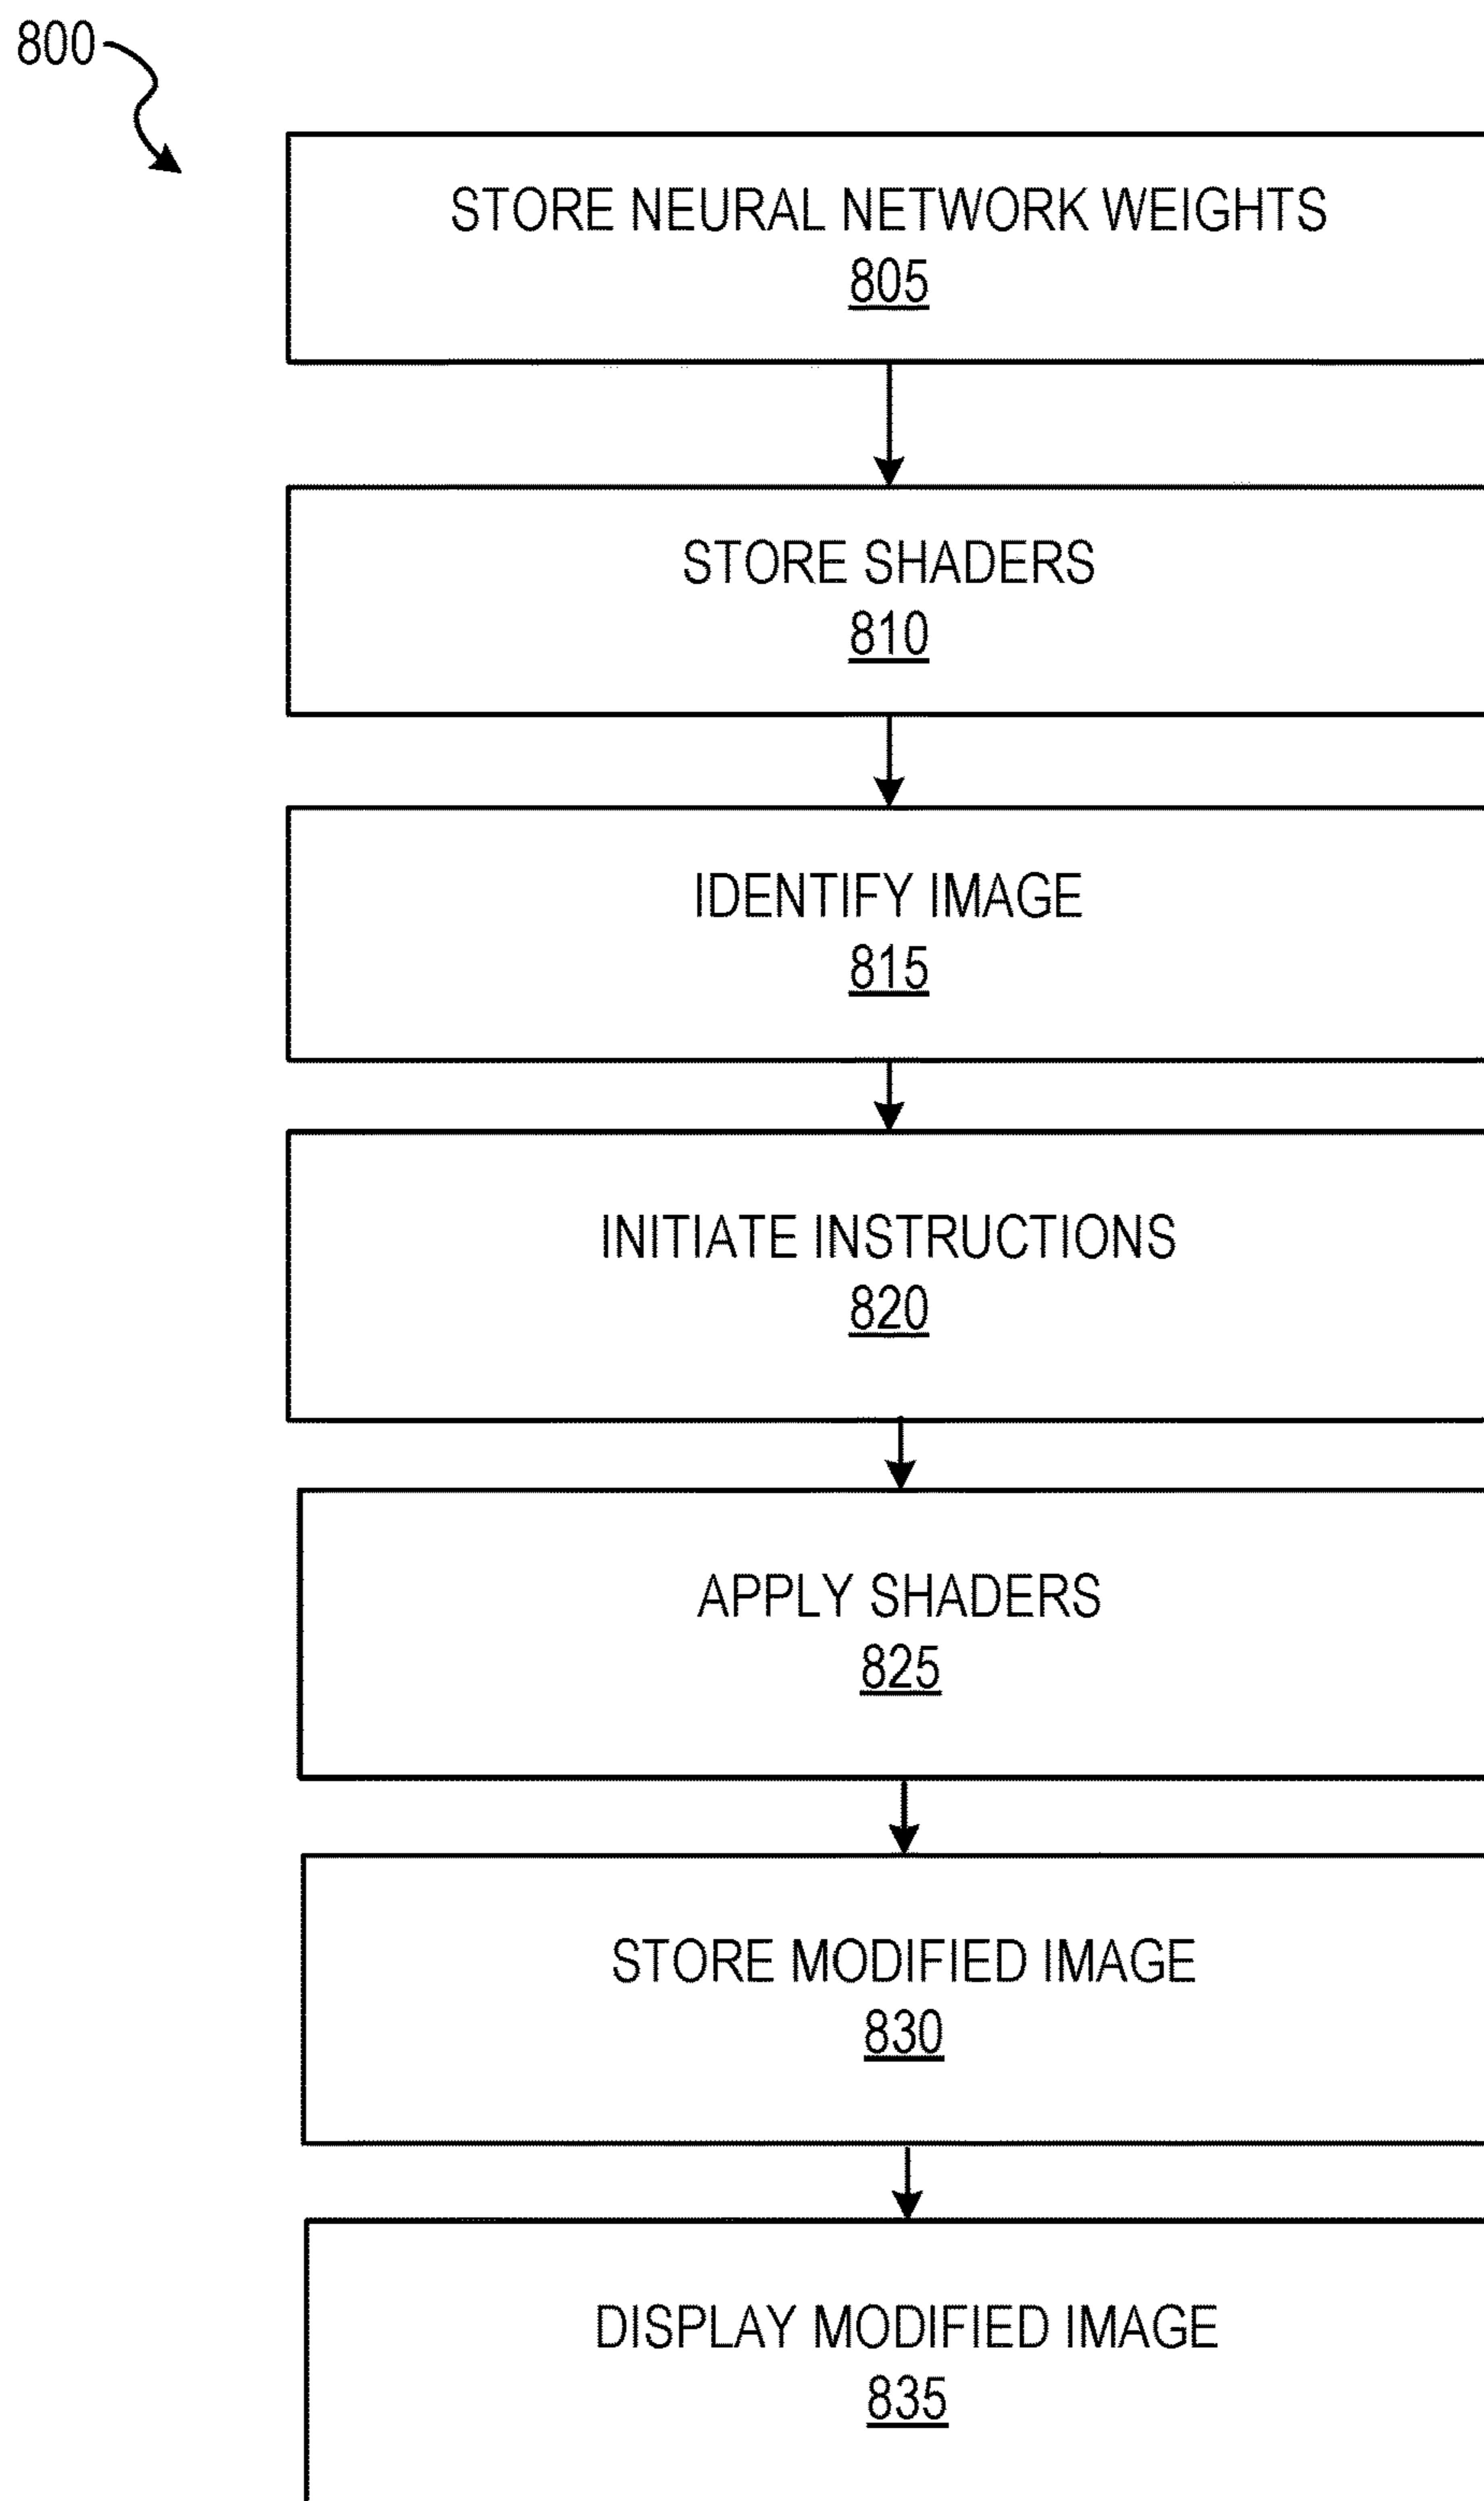 800
STORE NEURAL NETWORK WEIGHTS
805
STORE SHADERS
810
IDENTIFY IMAGE
815
INITIATE INSTRUCTIONS
820
APPLY SHADERS
825
STORE MODIFIED IMAGE
830
DISPLAY MODIFIED IMAGE
835